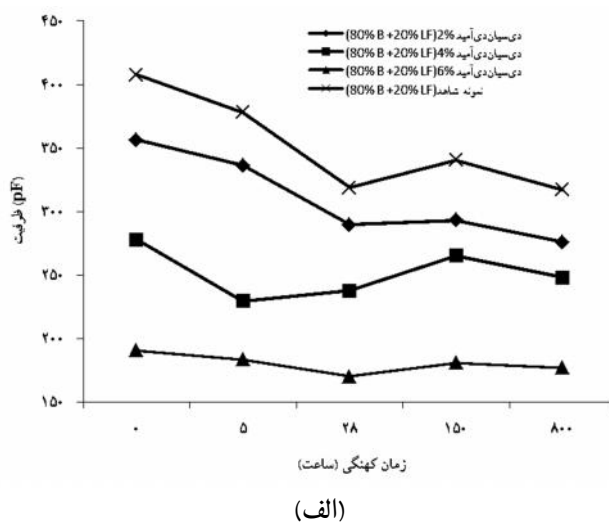 دی‌سیان‌دی‌آمید 2%(80% B +20% LF)
دی‌سیان‌دی‌آمید 4%(80% B +20% LF)
دی‌سیان‌دی‌آمید 6%(80% B +20% LF)
نمونه شاهد(80% B +20% LF)
ظرفیت (pF)
۴۵۰
۴۰۰
۳۵۰
۳۰۰
۲۵۰
۲۰۰
۱۵۰
۰ ۵ ۲۸ ۱۵۰ ۸۰۰
زمان کهنگی (ساعت)
(الف)